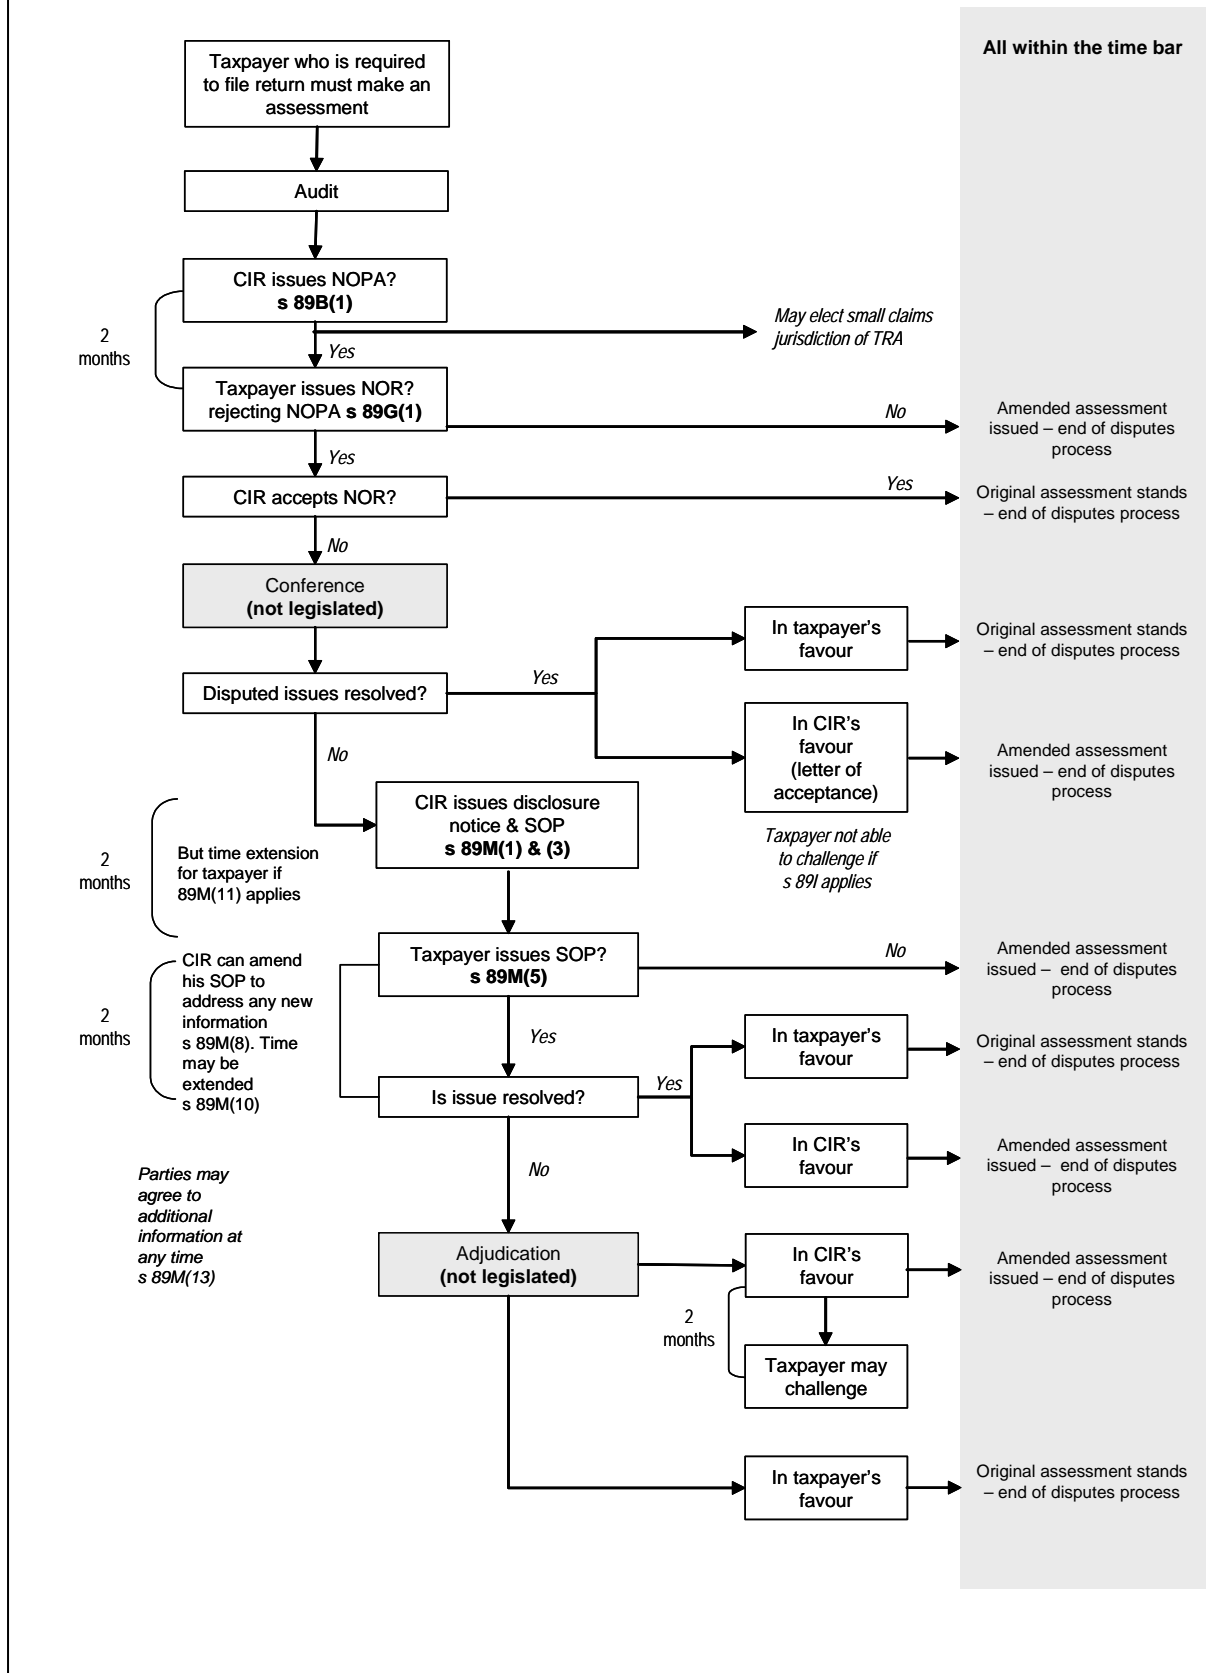 All within the time bar
Taxpayer who is required
to file return must make an
assessment
Audit
CIR issues NOPA?
s 89B(1)
2
months
May elect small claims
jurisdiction of TRA
Yes
Taxpayer issues NOR?
rejecting NOPA s 89G(1)
No
Amended assessment
issued – end of disputes
process
Yes
CIR accepts NOR?
Yes
Original assessment stands
– end of disputes process
No
Conference
(not legislated)
In taxpayer's
favour
Original assessment stands
– end of disputes process
Disputed issues resolved?
Yes
In CIR's
favour
(letter of
acceptance)
Amended assessment
issued – end of disputes
process
No
CIR issues disclosure
notice & SOP
s 89M(1) & (3)
Taxpayer not able
to challenge if
s 89I applies
2
months
But time extension
for taxpayer if
89M(11) applies
Taxpayer issues SOP?
s 89M(5)
No
Amended assessment
issued – end of disputes
process
2
months
CIR can amend
his SOP to
address any new
information
s 89M(8). Time
may be
extended
s 89M(10)
Yes
In taxpayer's
favour
Original assessment stands
– end of disputes process
Is issue resolved?
Yes
In CIR's
favour
Amended assessment
issued – end of disputes
process
No
Parties may
agree to
additional
information at
any time
s 89M(13)
Adjudication
(not legislated)
In CIR's
favour
Amended assessment
issued – end of disputes
process
2
months
Taxpayer may
challenge
In taxpayer's
favour
Original assessment stands
– end of disputes process